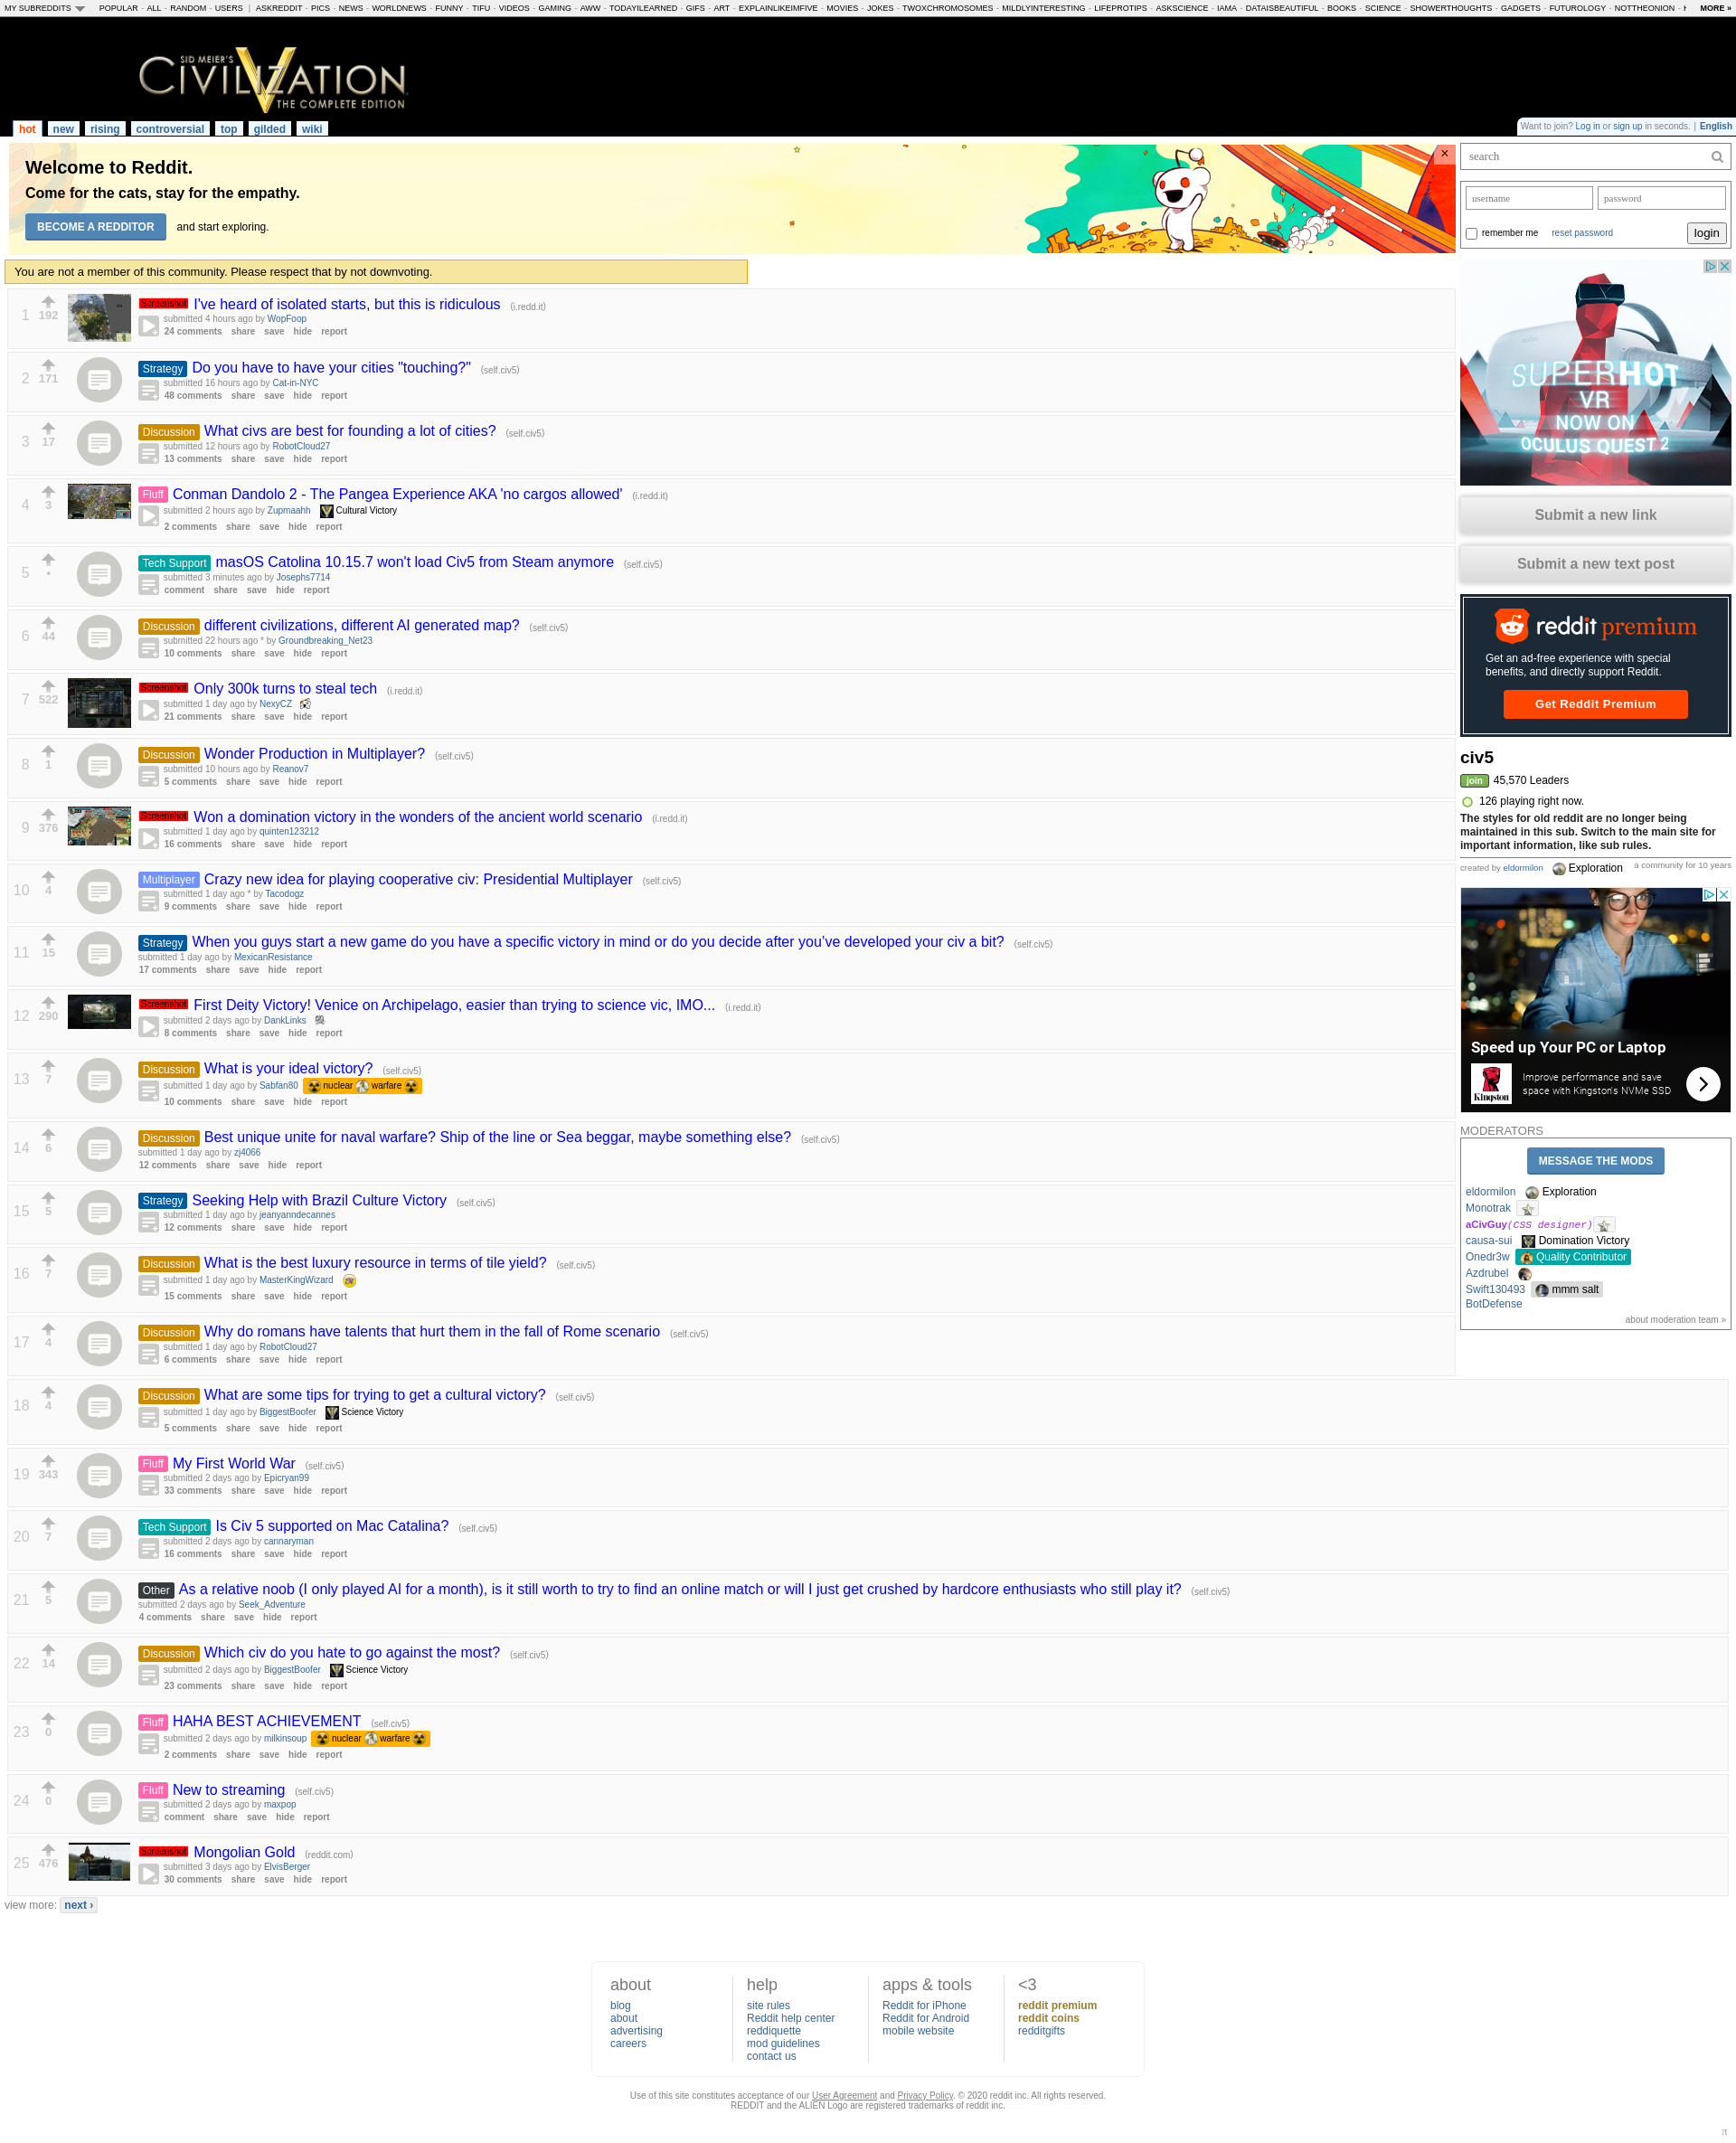 MY SUBREDDITS POPULAR - ALL - RANDOM - USERS | ASKREDDIT - PICS - NEWS - WORLDNEWS - FUNNY - TIFU - VIDEOS - GAMING - AWW - TODAYILEARNED - GIFS - ART - EXPLAINLIKEIMFIVE - MOVIES - JOKES - TWOXCHROMOSOMES - MILDLYINTERESTING - LIFEPROTIPS - ASKSCIENCE - IAMA - DATAISBEAUTIFUL - BOOKS - SCIENCE - SHOWERTHOUGHTS - GADGETS - FUTUROLOGY - NOTTHEONION - MORE »
SID MEIER'S
CIVILIZATION
THE COMPLETE EDITION
hot new rising controversial top gilded wiki
Want to join? Log in or sign up in seconds. | English
Welcome to Reddit.
Come for the cats, stay for the empathy.
BECOME A REDDITOR and start exploring.
You are not a member of this community. Please respect that by not downvoting.
1 192 Screenshot I've heard of isolated starts, but this is ridiculous (i.redd.it)
submitted 4 hours ago by WopFoop
24 comments share save hide report
2 171 Strategy Do you have to have your cities "touching?" (self.civ5)
submitted 16 hours ago by Cat-in-NYC
48 comments share save hide report
3 17 Discussion What civs are best for founding a lot of cities? (self.civ5)
submitted 12 hours ago by RobotCloud27
13 comments share save hide report
4 3 Fluff Conman Dandolo 2 - The Pangea Experience AKA 'no cargos allowed' (i.redd.it)
submitted 2 hours ago by Zupmaahh Cultural Victory
2 comments share save hide report
5 • Tech Support masOS Catolina 10.15.7 won't load Civ5 from Steam anymore (self.civ5)
submitted 3 minutes ago by Josephs7714
comment share save hide report
6 44 Discussion different civilizations, different AI generated map? (self.civ5)
submitted 22 hours ago * by Groundbreaking_Net23
10 comments share save hide report
7 522 Screenshot Only 300k turns to steal tech (i.redd.it)
submitted 1 day ago by NexyCZ
21 comments share save hide report
8 1 Discussion Wonder Production in Multiplayer? (self.civ5)
submitted 10 hours ago by Reanov7
5 comments share save hide report
9 376 Screenshot Won a domination victory in the wonders of the ancient world scenario (i.redd.it)
submitted 1 day ago by quinten123212
16 comments share save hide report
10 4 Multiplayer Crazy new idea for playing cooperative civ: Presidential Multiplayer (self.civ5)
submitted 1 day ago * by Tacodogz
9 comments share save hide report
11 15 Strategy When you guys start a new game do you have a specific victory in mind or do you decide after you've developed your civ a bit? (self.civ5)
submitted 1 day ago by MexicanResistance
17 comments share save hide report
12 290 Screenshot First Deity Victory! Venice on Archipelago, easier than trying to science vic, IMO... (i.redd.it)
submitted 2 days ago by DankLinks
8 comments share save hide report
13 7 Discussion What is your ideal victory? (self.civ5)
submitted 1 day ago by Sabfan80 nuclear warfare
10 comments share save hide report
14 6 Discussion Best unique unite for naval warfare? Ship of the line or Sea beggar, maybe something else? (self.civ5)
submitted 1 day ago by zj4066
12 comments share save hide report
15 5 Strategy Seeking Help with Brazil Culture Victory (self.civ5)
submitted 1 day ago by jeanyanndecannes
12 comments share save hide report
16 7 Discussion What is the best luxury resource in terms of tile yield? (self.civ5)
submitted 1 day ago by MasterKingWizard
15 comments share save hide report
17 4 Discussion Why do romans have talents that hurt them in the fall of Rome scenario (self.civ5)
submitted 1 day ago by RobotCloud27
6 comments share save hide report
18 4 Discussion What are some tips for trying to get a cultural victory? (self.civ5)
submitted 1 day ago by BiggestBoofer Science Victory
5 comments share save hide report
19 343 Fluff My First World War (self.civ5)
submitted 2 days ago by Epicryan99
33 comments share save hide report
20 7 Tech Support Is Civ 5 supported on Mac Catalina? (self.civ5)
submitted 2 days ago by cannaryman
16 comments share save hide report
21 5 Other As a relative noob (I only played AI for a month), is it still worth to try to find an online match or will I just get crushed by hardcore enthusiasts who still play it? (self.civ5)
submitted 2 days ago by Seek_Adventure
4 comments share save hide report
22 14 Discussion Which civ do you hate to go against the most? (self.civ5)
submitted 2 days ago by BiggestBoofer Science Victory
23 comments share save hide report
23 0 Fluff HAHA BEST ACHIEVEMENT (self.civ5)
submitted 2 days ago by milkinsoup nuclear warfare
2 comments share save hide report
24 0 Fluff New to streaming (self.civ5)
submitted 2 days ago by maxpop
comment share save hide report
25 476 Screenshot Mongolian Gold (reddit.com)
submitted 3 days ago by ElvisBerger
30 comments share save hide report
view more: next ›
search
username password
remember me reset password login
SUPERHOT
VR
NOW ON
OCULUS QUEST 2
Submit a new link
Submit a new text post
reddit premium
Get an ad-free experience with special
benefits, and directly support Reddit.
Get Reddit Premium
civ5
join 45,570 Leaders
126 playing right now.
The styles for old reddit are no longer being
maintained in this sub. Switch to the main site for
important information, like sub rules.
created by eldormilon Exploration a community for 10 years
Speed up Your PC or Laptop
Kingston
Improve performance and save
space with Kingston's NVMe SSD
MODERATORS
MESSAGE THE MODS
eldormilon Exploration
Monotrak
aCivGuy(CSS designer)
causa-sui Domination Victory
Onedr3w Quality Contributor
Azdrubel
Swift130493 mmm salt
BotDefense
about moderation team »
about
blog
about
advertising
careers
help
site rules
Reddit help center
reddiquette
mod guidelines
contact us
apps & tools
Reddit for iPhone
Reddit for Android
mobile website
<3
reddit premium
reddit coins
redditgifts
Use of this site constitutes acceptance of our User Agreement and Privacy Policy. © 2020 reddit inc. All rights reserved.
REDDIT and the ALIEN Logo are registered trademarks of reddit inc.
π